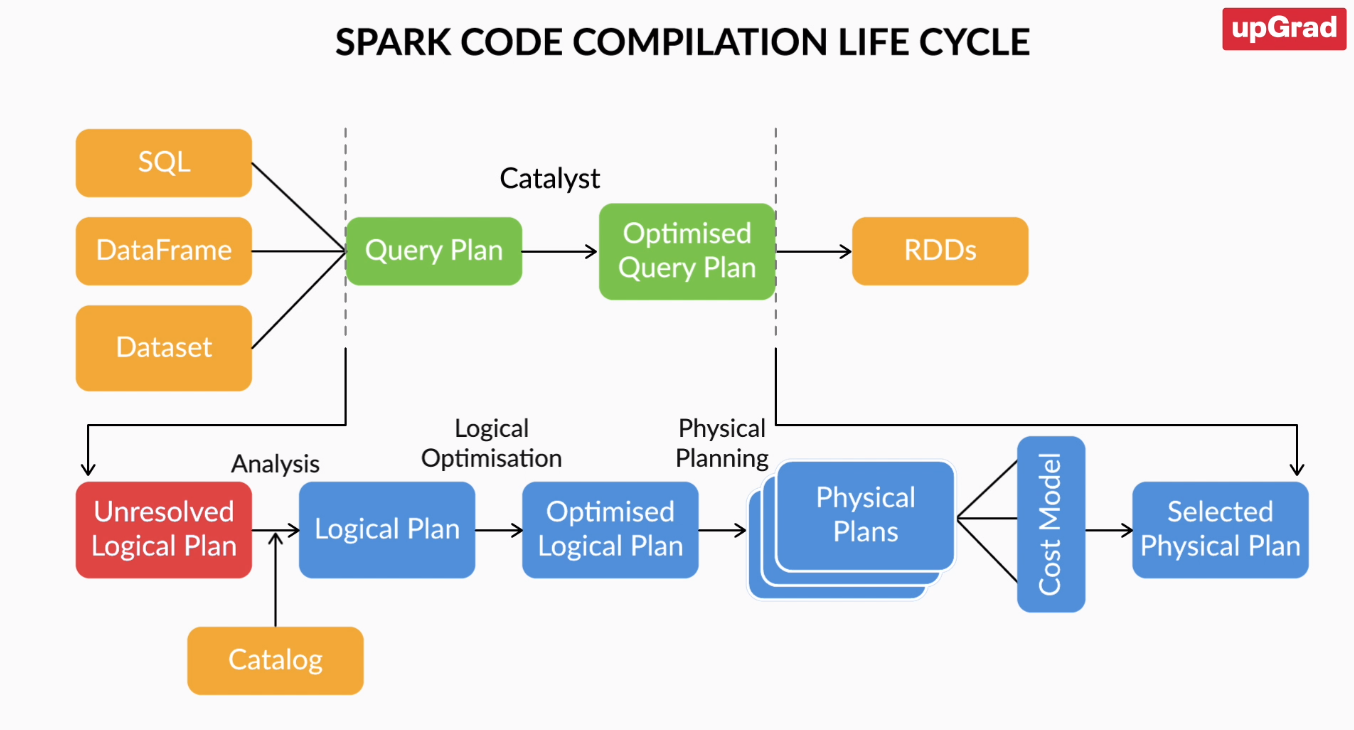 SPARK CODE COMPILATION LIFE CYCLE
upGrad
SQL
DataFrame
Dataset
Catalyst
Query Plan
Optimised
Query Plan
RDDs
Analysis
Logical
Optimisation
Physical
Planning
Unresolved
Logical Plan
Logical Plan
Optimised
Logical Plan
Physical
Plans
Cost Model
Selected
Physical Plan
Catalog